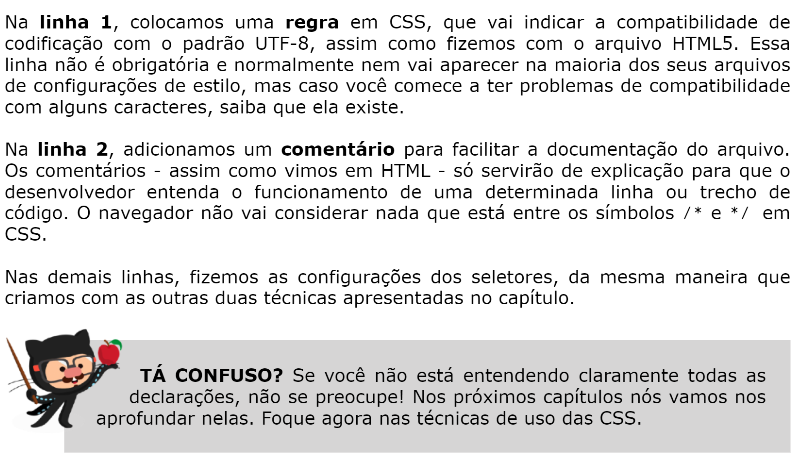 Na linha 1, colocamos uma regra em CSS, que vai indicar a compatibilidade de
codificação com o padrão UTF-8, assim como fizemos com o arquivo HTML5. Essa
linha não é obrigatória e normalmente nem vai aparecer na maioria dos seus arquivos
de configurações de estilo, mas caso você comece a ter problemas de compatibilidade
com alguns caracteres, saiba que ela existe.
Na linha 2, adicionamos um comentário para facilitar a documentação do arquivo.
Os comentários - assim como vimos em HTML - só servirão de explicação para que o
desenvolvedor entenda o funcionamento de uma determinada linha ou trecho de
código. O navegador não vai considerar nada que está entre os símbolos /* e */ em
CSS.
Nas demais linhas, fizemos as configurações dos seletores, da mesma maneira que
criamos com as outras duas técnicas apresentadas no capítulo.
TÁ CONFUSO? Se você não está entendendo claramente todas as
declarações, não se preocupe! Nos próximos capítulos nós vamos nos
aprofundar nelas. Foque agora nas técnicas de uso das CSS.